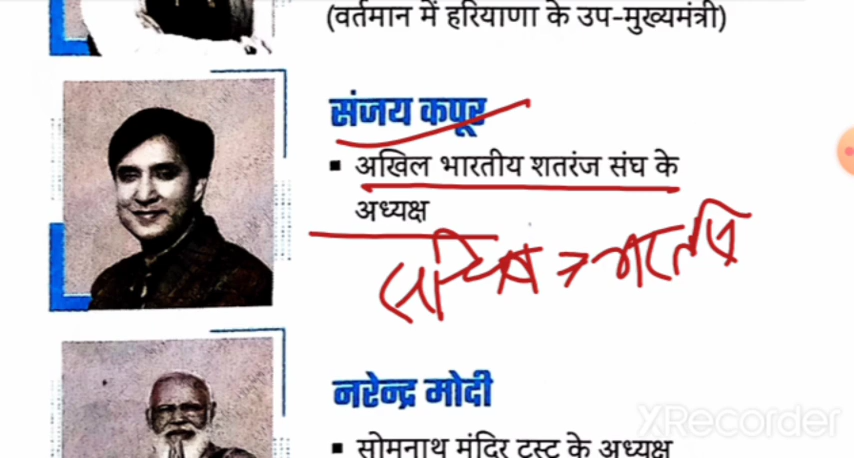 (वर्तमान में हरियाणा के उप-मुख्यमंत्री)
संजय कपूर
▪ अखिल भारतीय शतरंज संघ के
अध्यक्ष
नरेन्द्र मोदी
▪ सोमनाथ मंदिर ट्रस्ट के अध्यक्ष
XRecorder